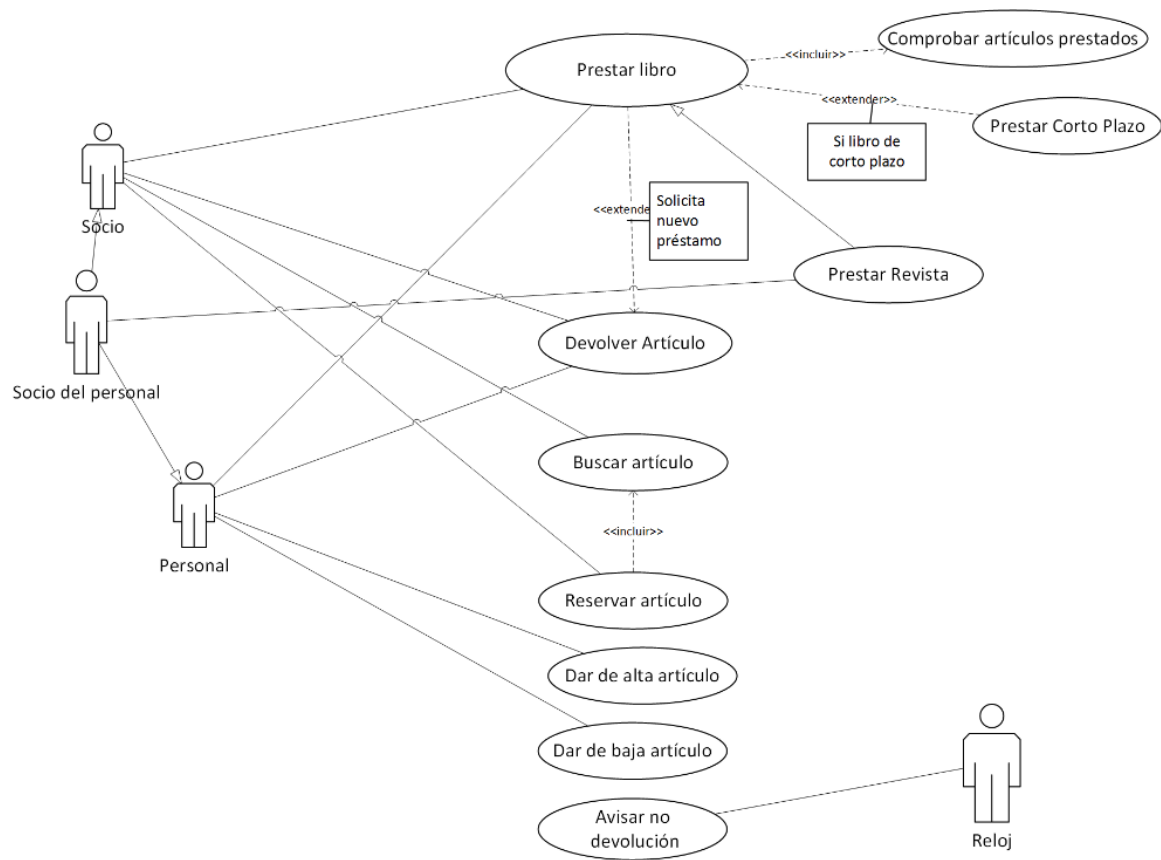 Comprobar artículos prestados
<<incluir>>
Prestar libro
<<extender>>
Prestar Corto Plazo
Si libro de
corto plazo
Socio
<<extende
Solicita
nuevo
préstamo
Prestar Revista
Devolver Artículo
Socio del personal
Buscar artículo
<<incluir>>
Personal
Reservar artículo
Dar de alta artículo
Dar de baja artículo
Avisar no
devolución
Reloj